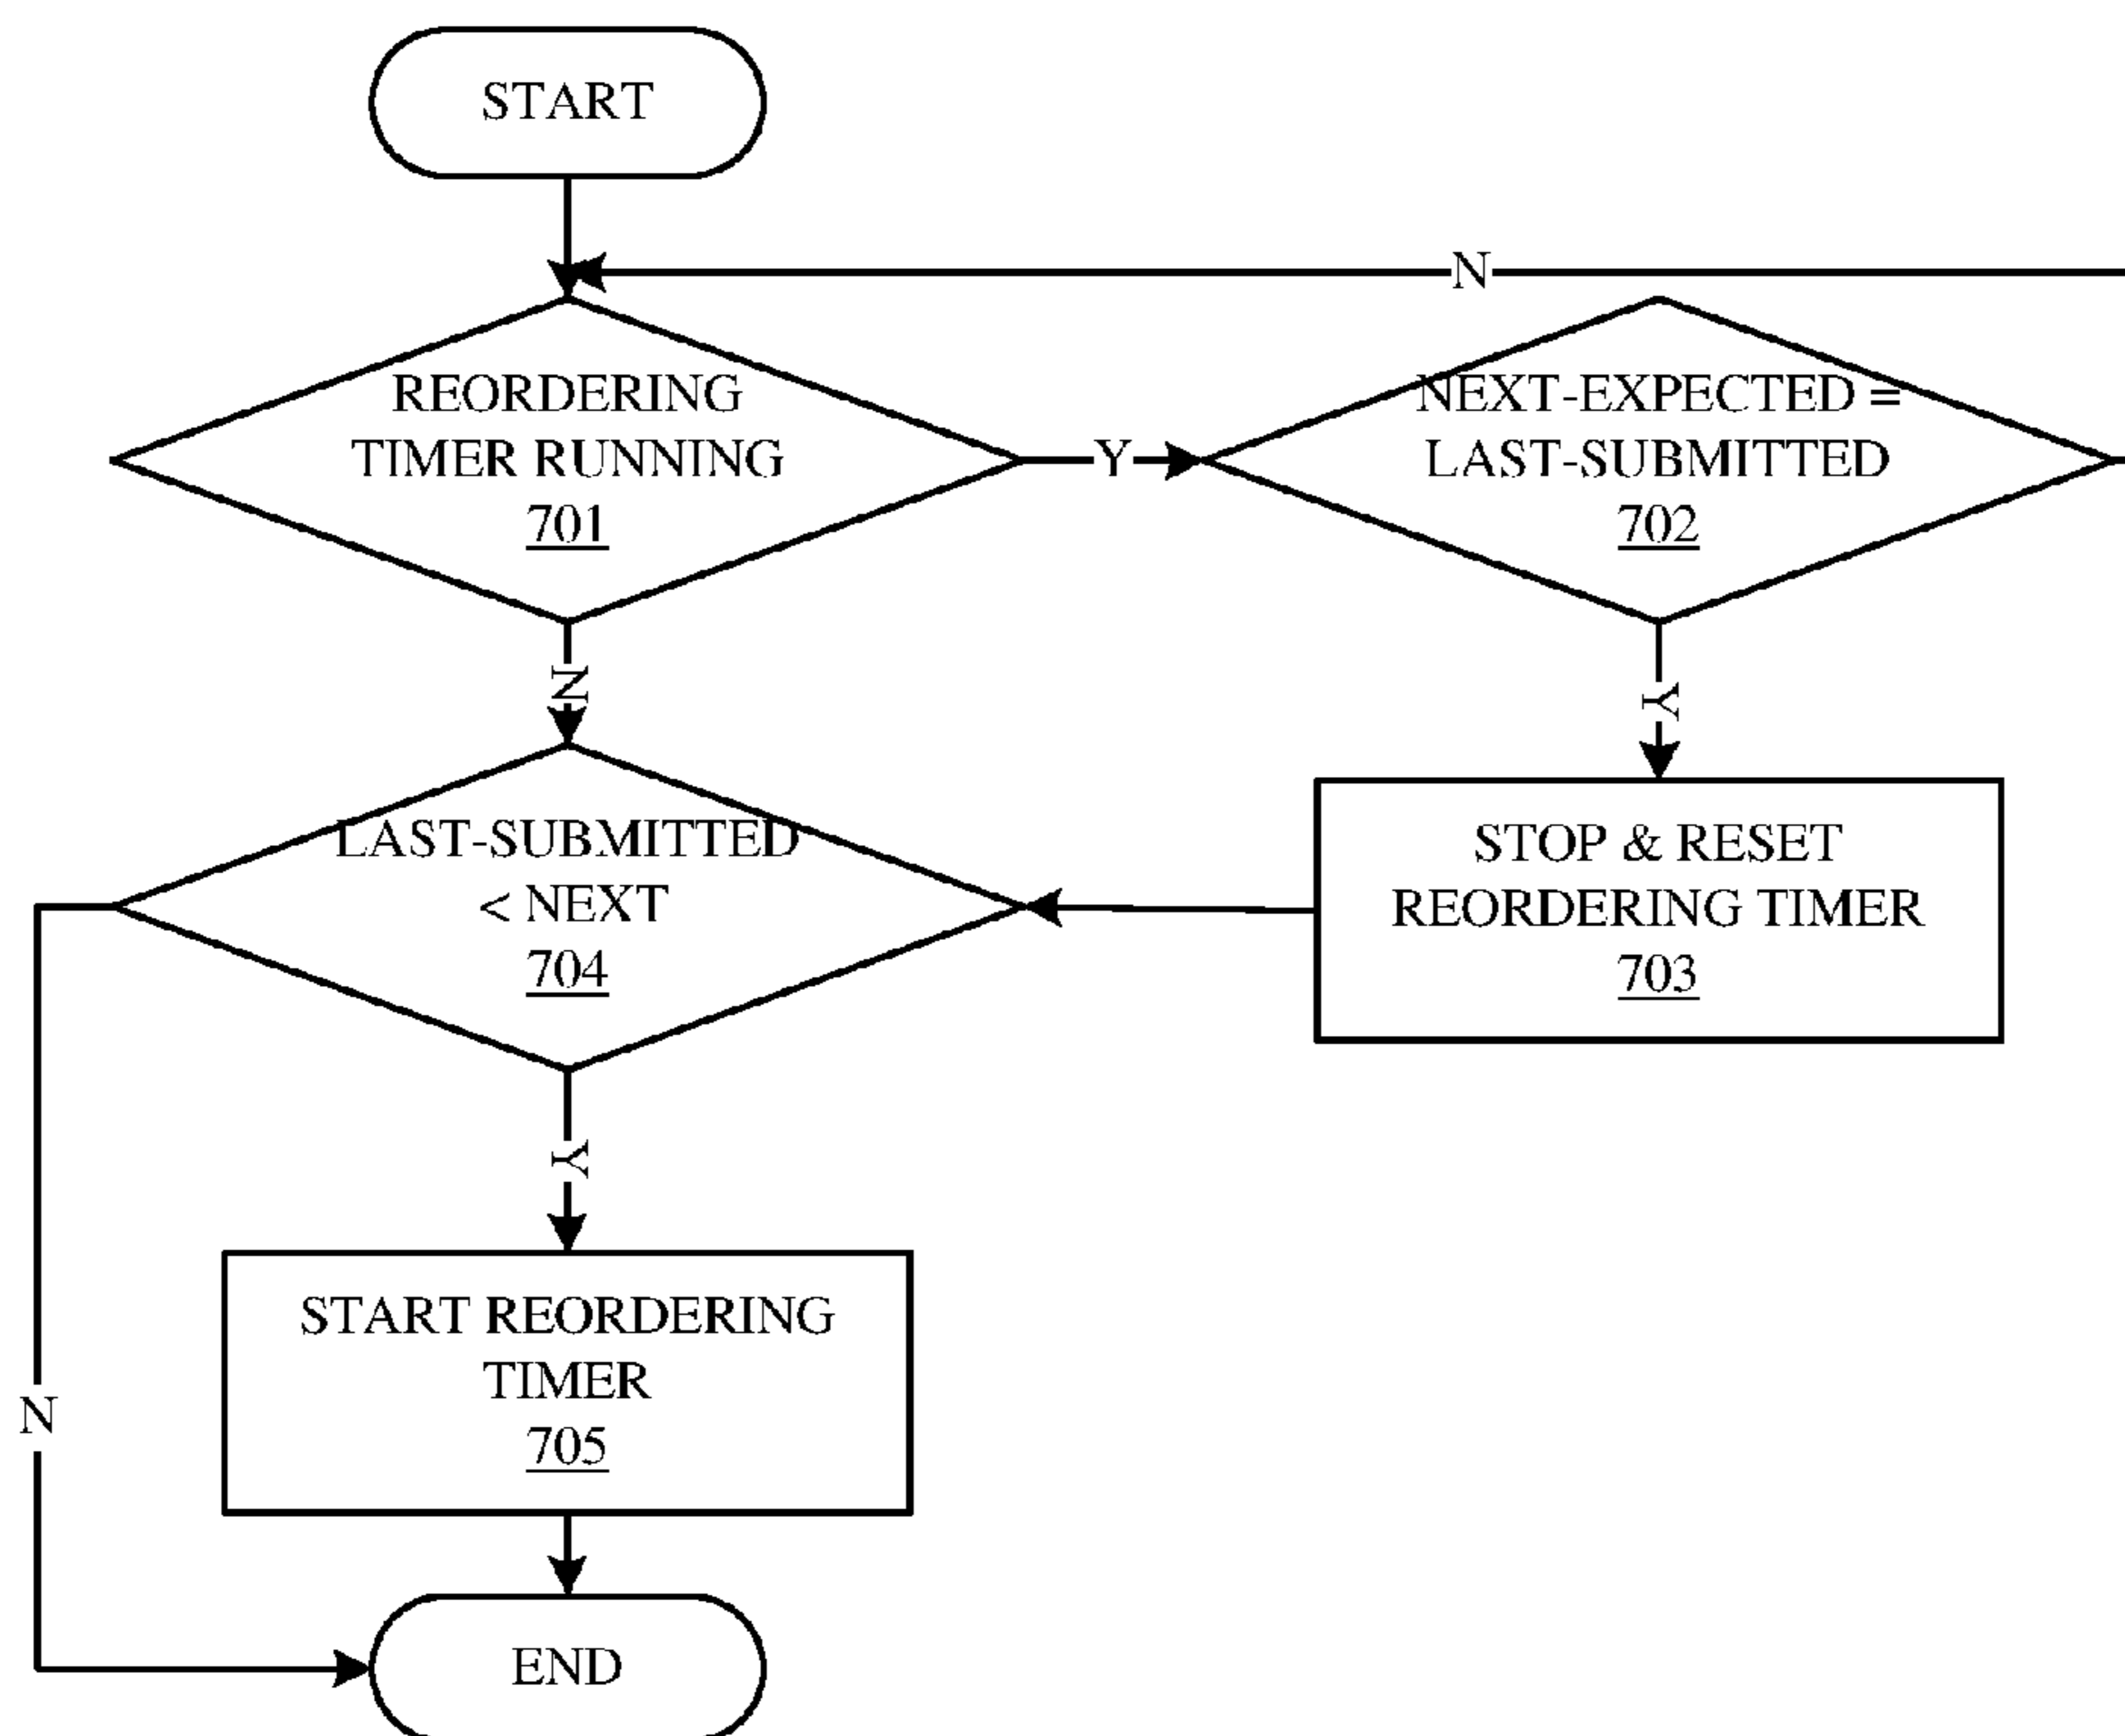 START
N
REORDERING
TIMER RUNNING
701
Y
NEXT-EXPECTED =
LAST-SUBMITTED
702
N
Y
LAST-SUBMITTED
< NEXT
704
STOP & RESET
REORDERING TIMER
703
Y
START REORDERING
TIMER
705
N
END